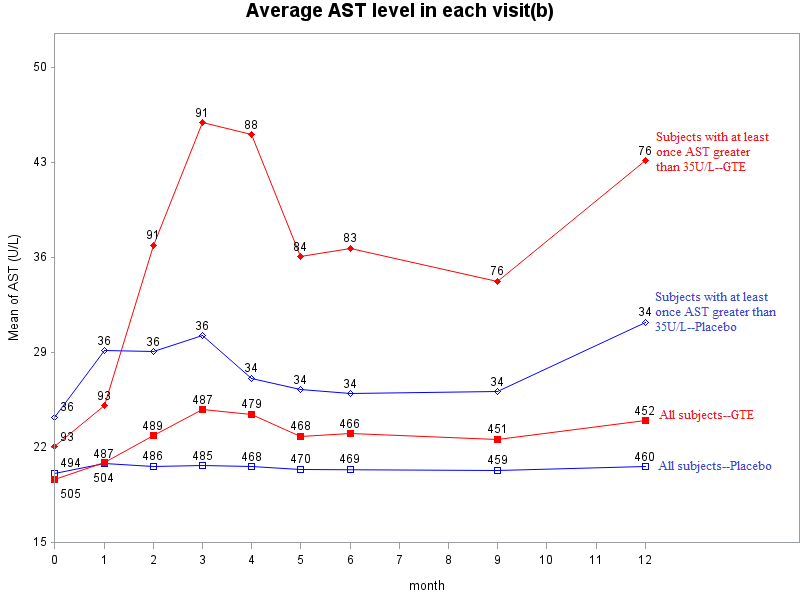 Average AST level in each visit(b)
50
43
36
29
22
15
Mean of AST (U/L)
0 1 2 3 4 5 6 7 8 9 10 11 12
month
93 93 91 91 88 84 83 76 76
Subjects with at least
once AST greater
than 35U/L--GTE
36 36 36 36 34 34 34 34 34
Subjects with at least
once AST greater than
35U/L--Placebo
505 504 489 487 479 468 466 451 452
All subjects--GTE
494 487 486 485 468 470 469 459 460
All subjects--Placebo